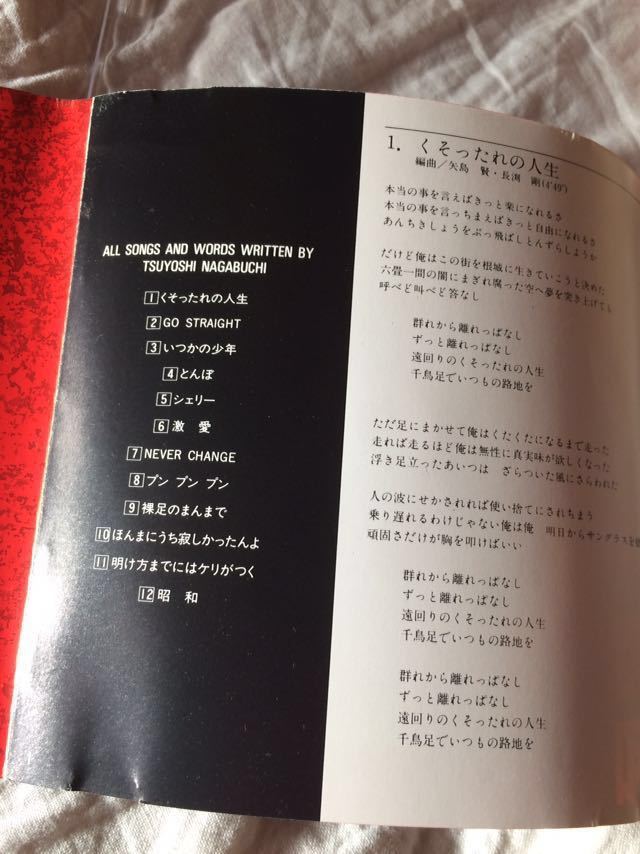 ALL SONGS AND WORDS WRITTEN BY
TSUYOSHI NAGABUCHI
1 くそったれの人生
2 GO STRAIGHT
3 いつかの少年
4 とんぼ
5 シェリー
6 激 愛
7 NEVER CHANGE
8 ブン ブン ブン
9 裸足のまんまで
10 ほんまにうち寂しかったんよ
11 明け方までにはケリがつく
12 昭 和
1. くそったれの人生
編曲／矢島 賢・長渕 剛(4'49")
本当の事を言えばきっと楽になれるさ
本当の事を言っちまえばきっと自由になれるさ
あんちきしょうをぶっ飛ばしとんずらしようか
だけど俺はこの街を根城に生きていこうと決めた
六畳一間の闇にまぎれ腐った空へ夢を突き上げても
呼べど叫べど答なし
群れから離れっぱなし
ずっと離れっぱなし
遠回りのくそったれの人生
千鳥足でいつもの路地を
ただ足にまかせて俺はくたくたになるまで走った
走れば走るほど俺は無性に真実味が欲しくなった
浮き足立ったあいつは ざらついた風にさらわれた
人の波にせかされれば使い捨てにされちまう
乗り遅れるわけじゃない俺は俺 明日からサングラスを
頑固さだけが胸を叩けばいい
群れから離れっぱなし
ずっと離れっぱなし
遠回りのくそったれの人生
千鳥足でいつもの路地を
群れから離れっぱなし
ずっと離れっぱなし
遠回りのくそったれの人生
千鳥足でいつもの路地を